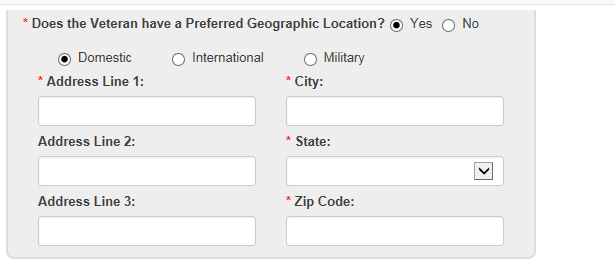 * Does the Veteran have a Preferred Geographic Location? Yes No
Domestic International Military
* Address Line 1: * City:
Address Line 2: * State:
Address Line 3: * Zip Code: